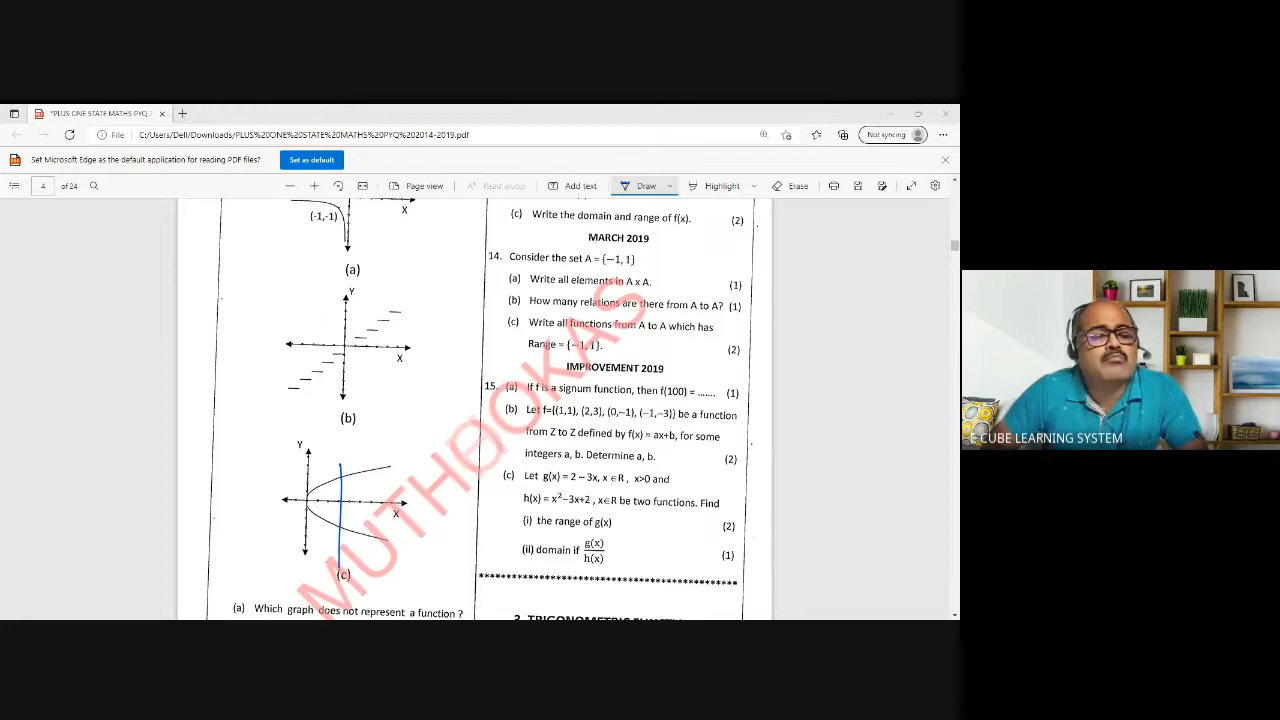 *PLUS ONE STATE MATHS PYQ 2
File
C:/Users/Dell/Downloads/PLUS%20ONE%20STATE%20MATHS%20PYQ%202014-2019.pdf
Not syncing
Set Microsoft Edge as the default application for reading PDF files?
Set as default
4 of 24
Page view
Read aloud
Add text
Draw
Highlight
Erase
(-1,-1)
X
(a)
Y
X
(b)
Y
X
(c)
(a) Which graph does not represent a function ?
(c) Write the domain and range of f(x). (2)
MARCH 2019
14. Consider the set A = {−1, 1}
(a) Write all elements in A x A. (1)
(b) How many relations are there from A to A? (1)
(c) Write all functions from A to A which has
Range = {−1, 1}. (2)
IMPROVEMENT 2019
15. (a) If f is a signum function, then f(100) = ....... (1)
(b) Let f={(1,1), (2,3), (0,−1), (−1,−3)} be a function
from Z to Z defined by f(x) = ax+b, for some
integers a, b. Determine a, b. (2)
(c) Let g(x) = 2 − 3x, x ∈R , x>0 and
h(x) = x²−3x+2 , x∈R be two functions. Find
(i) the range of g(x) (2)
(ii) domain if g(x)/h(x) (1)
3. TRIGONOMETRIC
MUTHOOKAS
E CUBE LEARNING SYSTEM